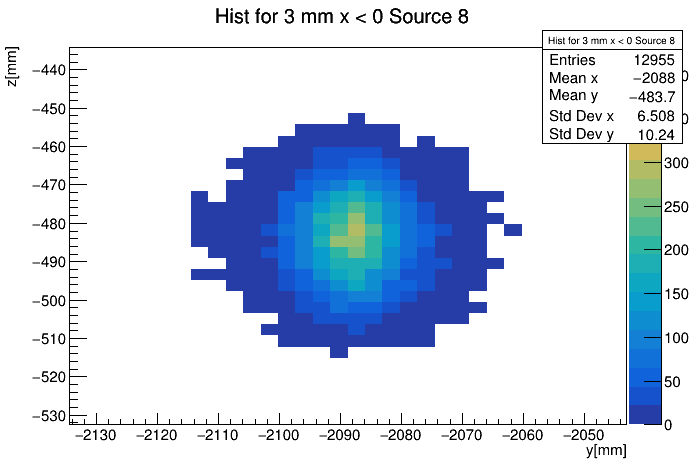 Hist for 3 mm x < 0 Source 8
z[mm]
Hist for 3 mm x < 0 Source 8
Entries 12955
Mean x −2088
Mean y −483.7
Std Dev x 6.508
Std Dev y 10.24
−440
−450
−460
−470
−480
−490
−500
−510
−520
−530
300
250
200
150
100
50
0
−2130 −2120 −2110 −2100 −2090 −2080 −2070 −2060 −2050
y[mm]